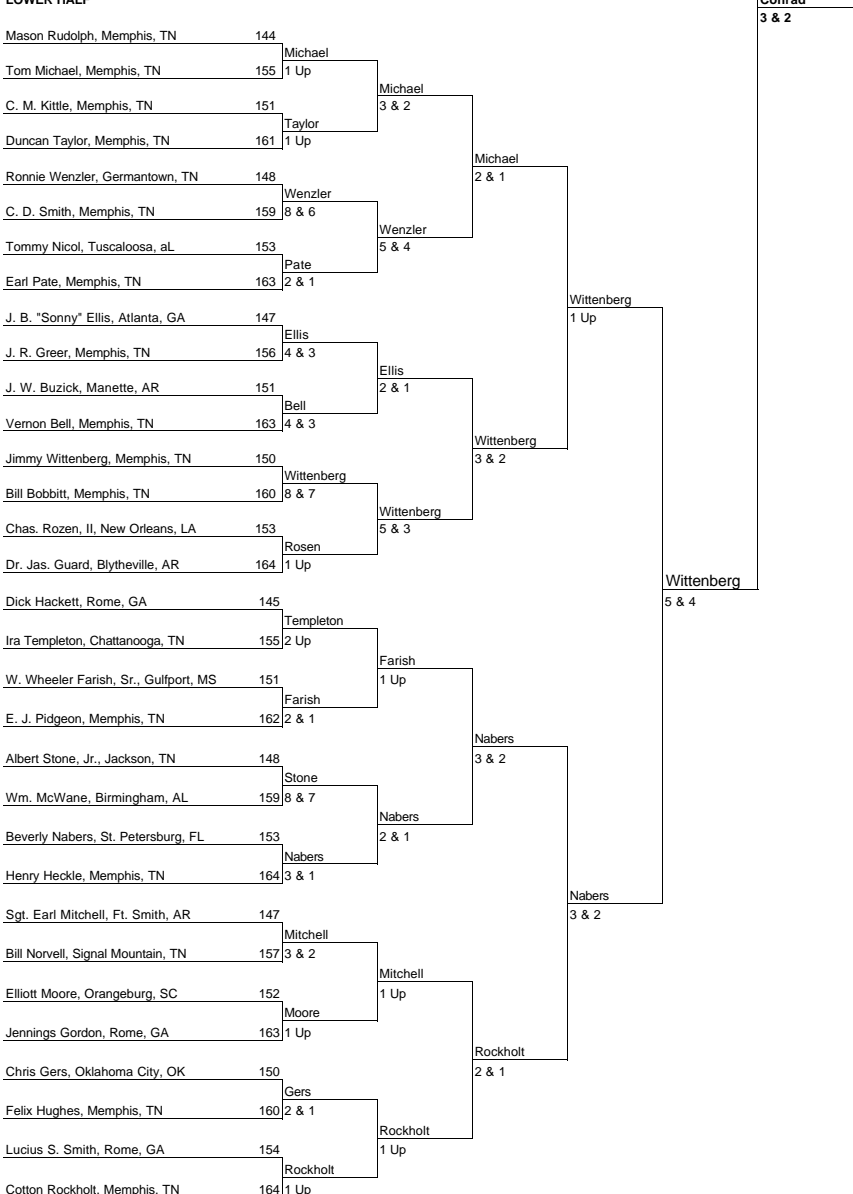 LOWER HALF
Conrad
3 & 2
Mason Rudolph, Memphis, TN 144
Michael
Tom Michael, Memphis, TN 155 1 Up
Michael
C. M. Kittle, Memphis, TN 151 3 & 2
Taylor
Duncan Taylor, Memphis, TN 161 1 Up
Michael
Ronnie Wenzler, Germantown, TN 148 2 & 1
Wenzler
C. D. Smith, Memphis, TN 159 8 & 6
Wenzler
Tommy Nicol, Tuscaloosa, aL 153 5 & 4
Pate
Earl Pate, Memphis, TN 163 2 & 1
Wittenberg
J. B. "Sonny" Ellis, Atlanta, GA 147 1 Up
Ellis
J. R. Greer, Memphis, TN 156 4 & 3
Ellis
J. W. Buzick, Manette, AR 151 2 & 1
Bell
Vernon Bell, Memphis, TN 163 4 & 3
Wittenberg
Jimmy Wittenberg, Memphis, TN 150 3 & 2
Wittenberg
Bill Bobbitt, Memphis, TN 160 8 & 7
Wittenberg
Chas. Rozen, II, New Orleans, LA 153 5 & 3
Rosen
Dr. Jas. Guard, Blytheville, AR 164 1 Up
Wittenberg
Dick Hackett, Rome, GA 145 5 & 4
Templeton
Ira Templeton, Chattanooga, TN 155 2 Up
Farish
W. Wheeler Farish, Sr., Gulfport, MS 151 1 Up
Farish
E. J. Pidgeon, Memphis, TN 162 2 & 1
Nabers
Albert Stone, Jr., Jackson, TN 148 3 & 2
Stone
Wm. McWane, Birmingham, AL 159 8 & 7
Nabers
Beverly Nabers, St. Petersburg, FL 153 2 & 1
Nabers
Henry Heckle, Memphis, TN 164 3 & 1
Nabers
Sgt. Earl Mitchell, Ft. Smith, AR 147 3 & 2
Mitchell
Bill Norvell, Signal Mountain, TN 157 3 & 2
Mitchell
Elliott Moore, Orangeburg, SC 152 1 Up
Moore
Jennings Gordon, Rome, GA 163 1 Up
Rockholt
Chris Gers, Oklahoma City, OK 150 2 & 1
Gers
Felix Hughes, Memphis, TN 160 2 & 1
Rockholt
Lucius S. Smith, Rome, GA 154 1 Up
Rockholt
Cotton Rockholt, Memphis, TN 164 1 Up